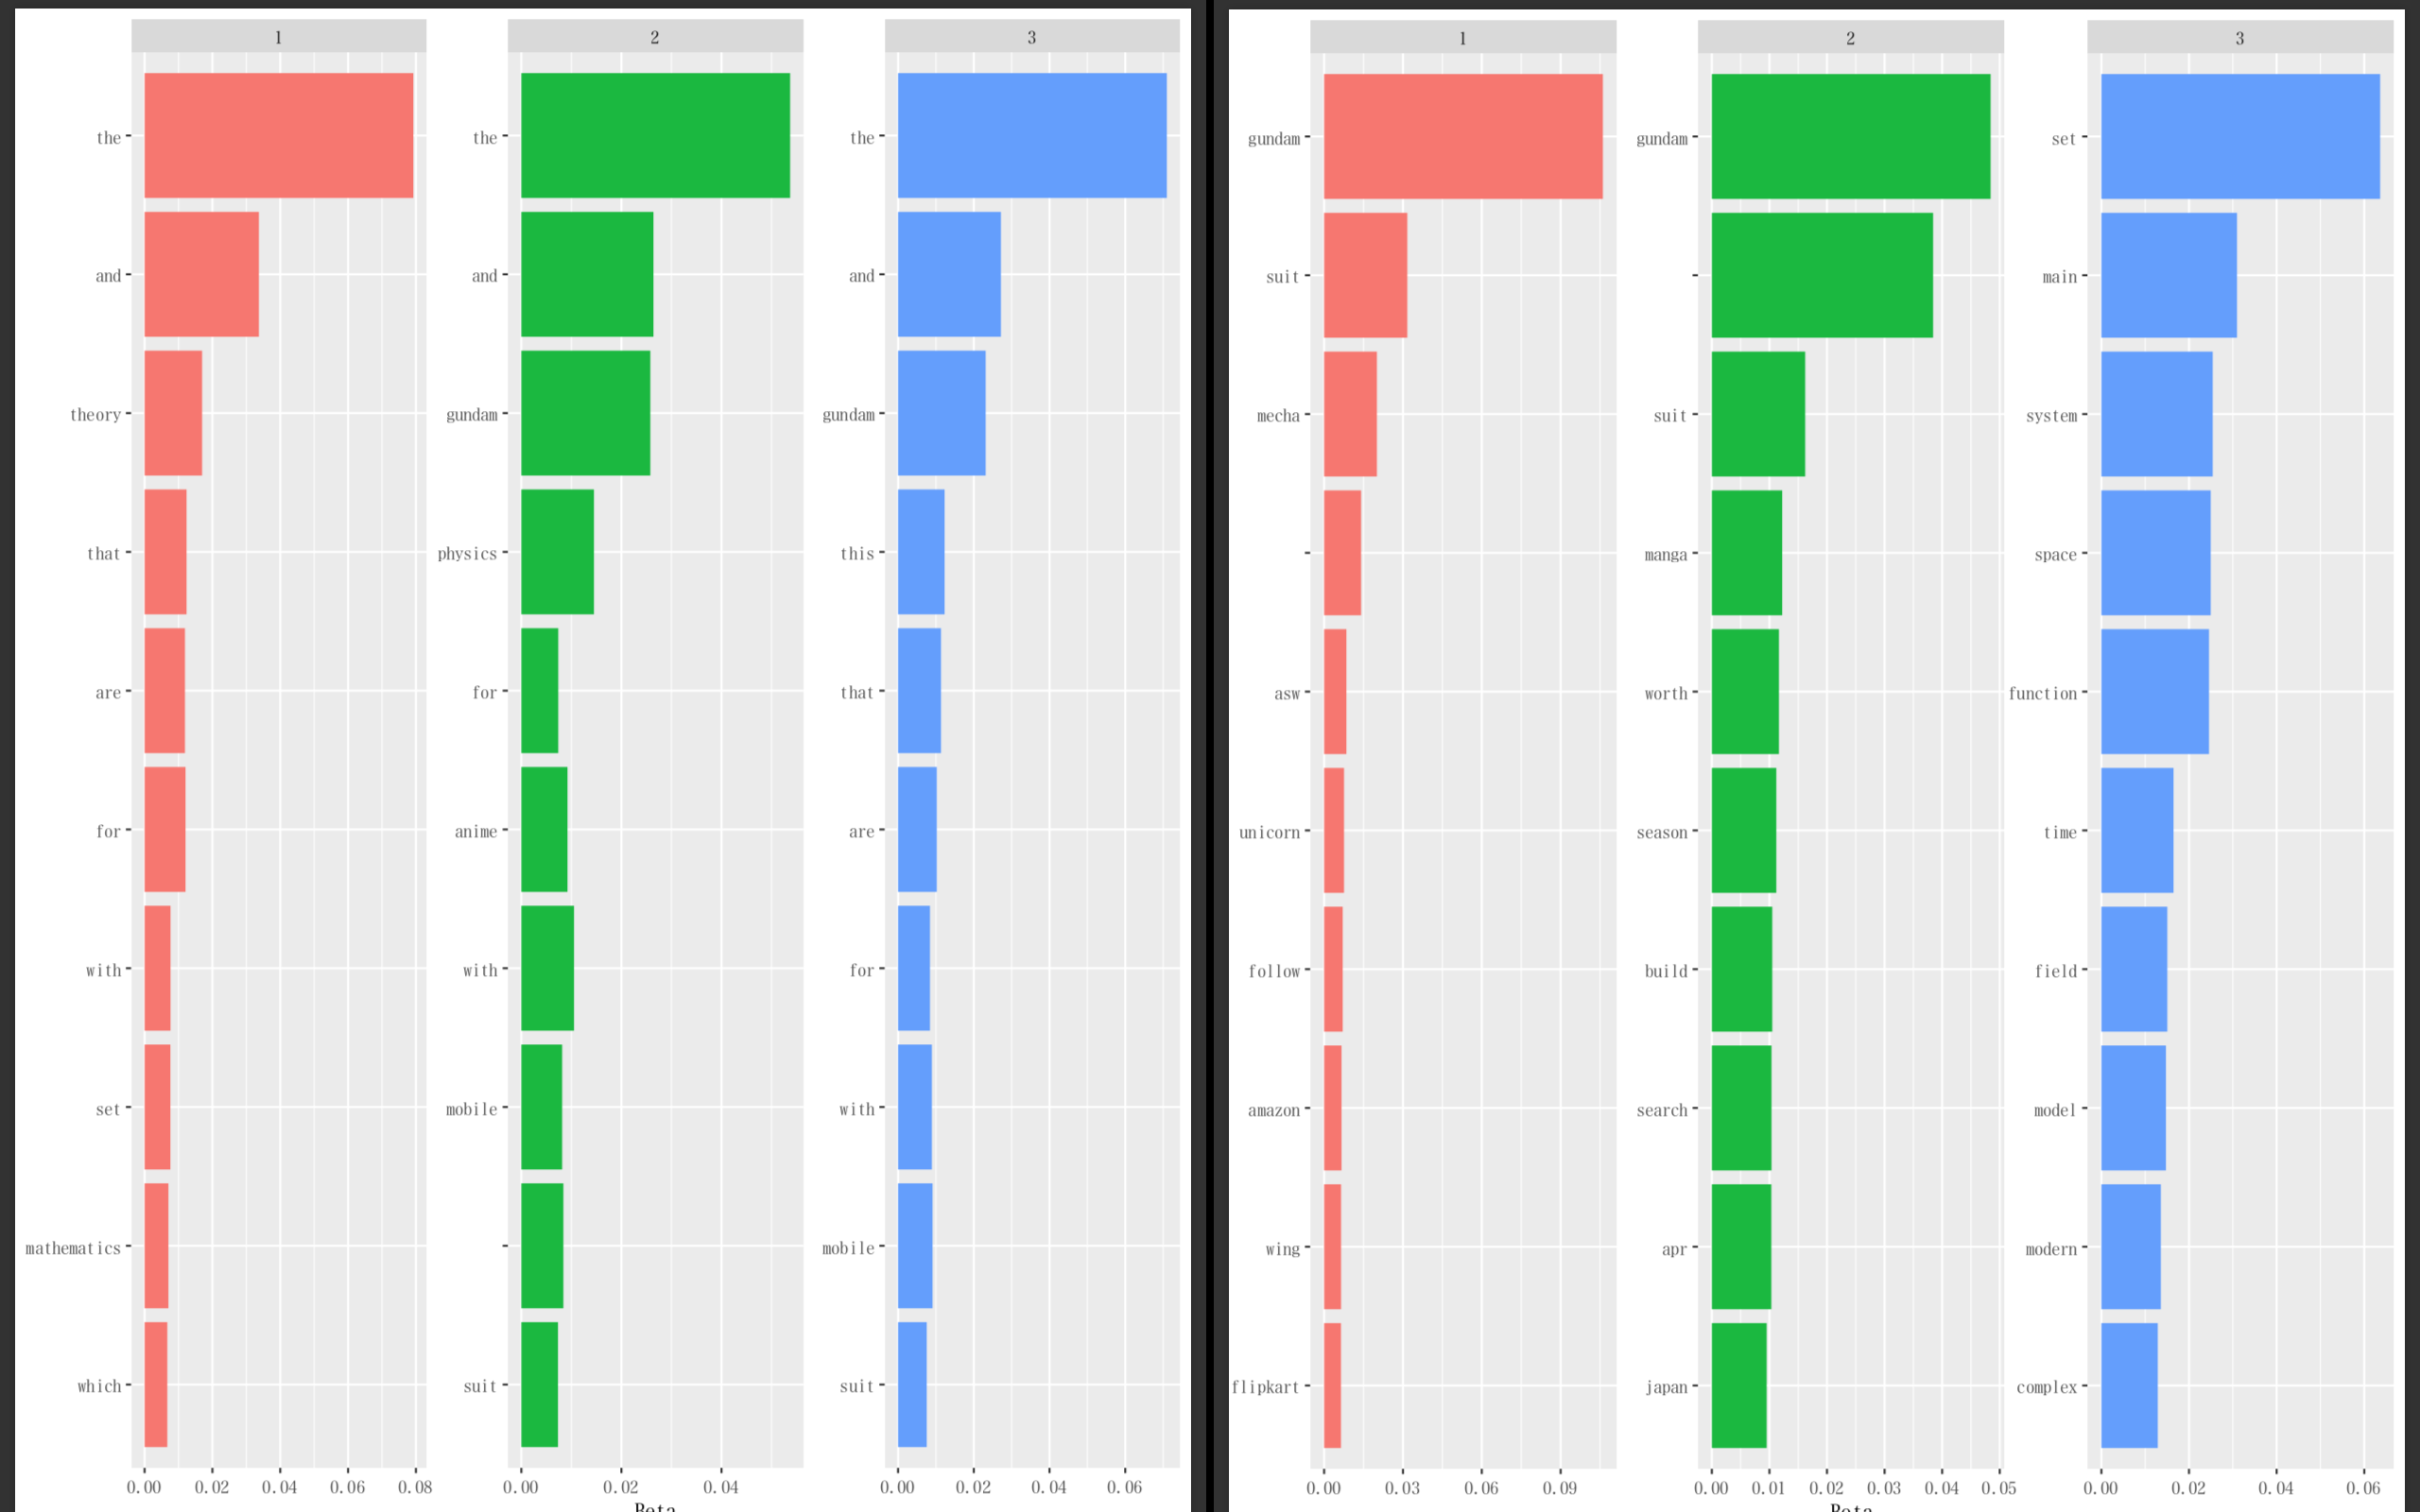 1
the
and
theory
that
are
for
with
set
mathematics
which
0.00 0.02 0.04 0.06 0.08
2
the
and
gundam
physics
for
anime
with
mobile
suit
0.00 0.02 0.04
3
the
and
gundam
this
that
are
for
with
mobile
suit
0.00 0.02 0.04 0.06
Beta
1
gundam
suit
mecha
asw
unicorn
follow
amazon
wing
flipkart
0.00 0.03 0.06 0.09
2
gundam
suit
manga
worth
season
build
search
apr
japan
0.00 0.01 0.02 0.03 0.04 0.05
3
set
main
system
space
function
time
field
model
modern
complex
0.00 0.02 0.04 0.06
Beta